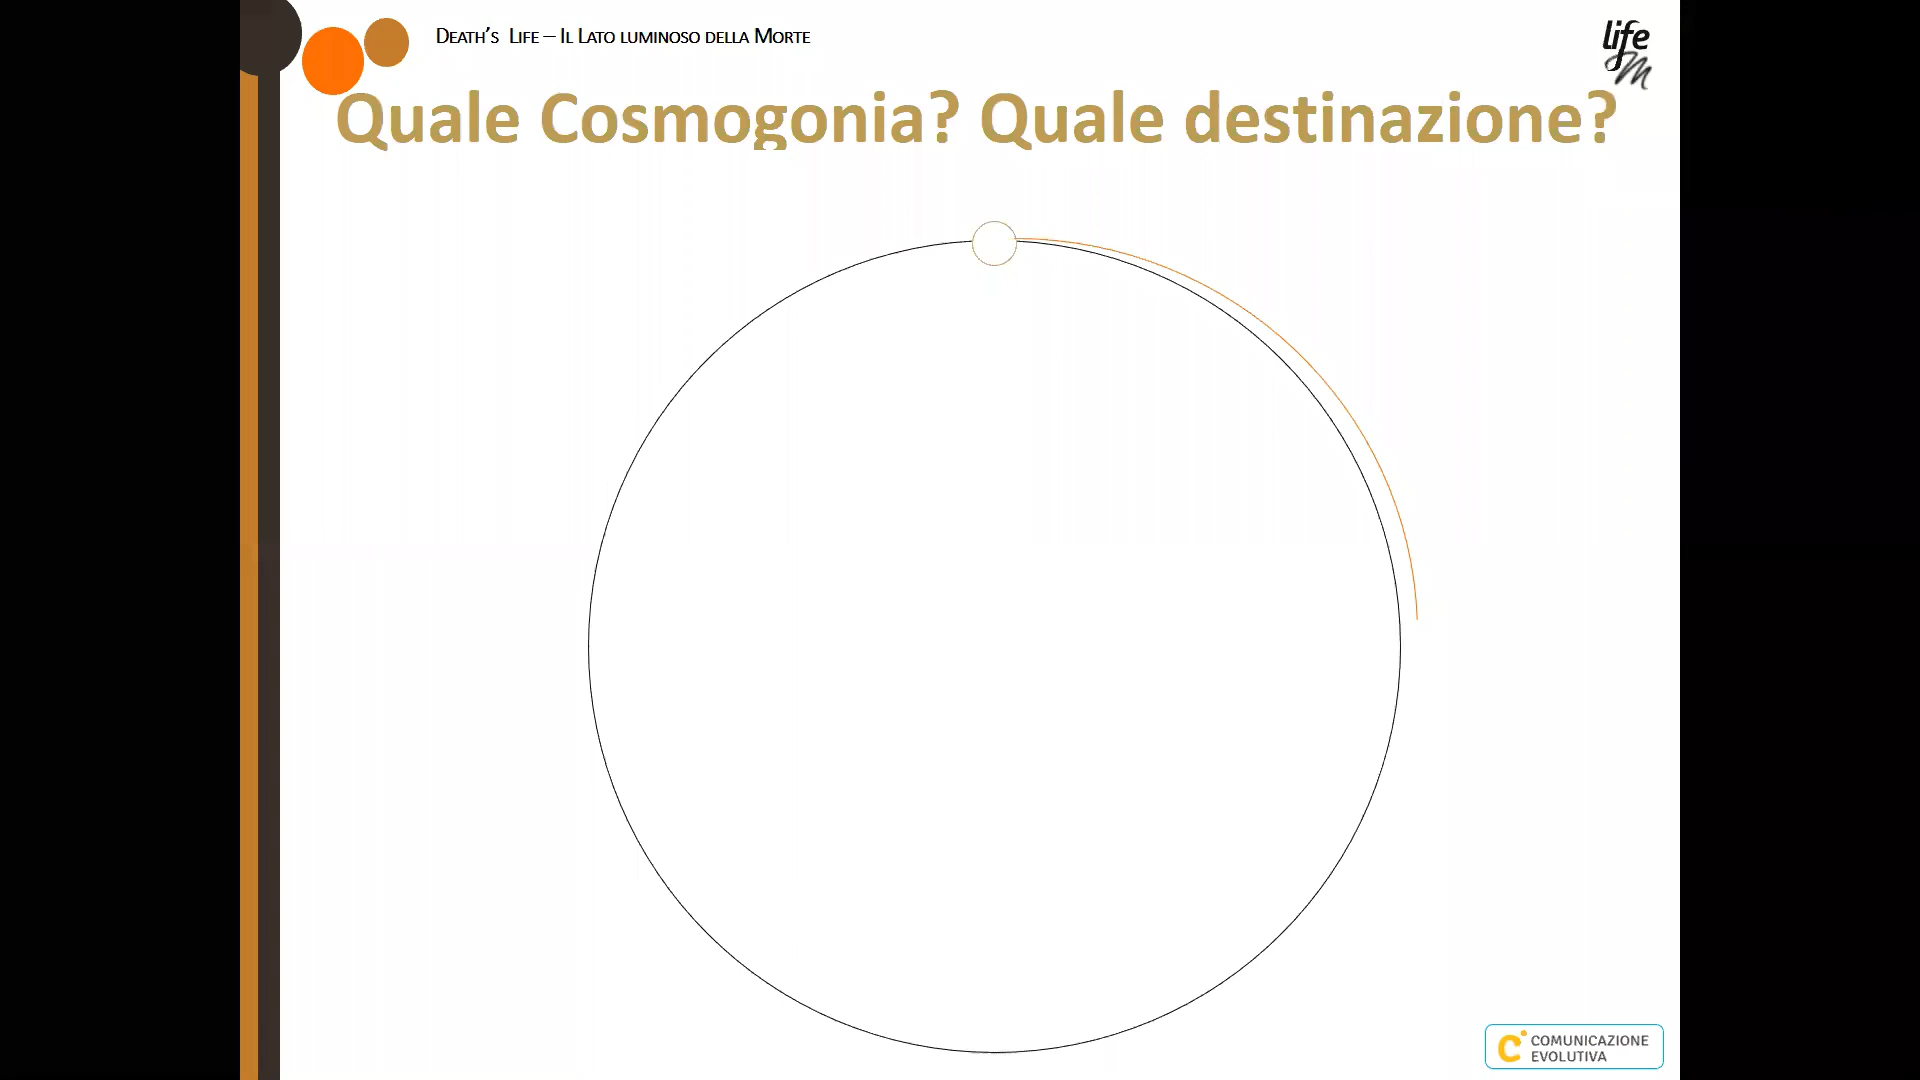 Death's Life – Il Lato luminoso della Morte
life
M
Quale Cosmogonia? Quale destinazione?
COMUNICAZIONE
EVOLUTIVA